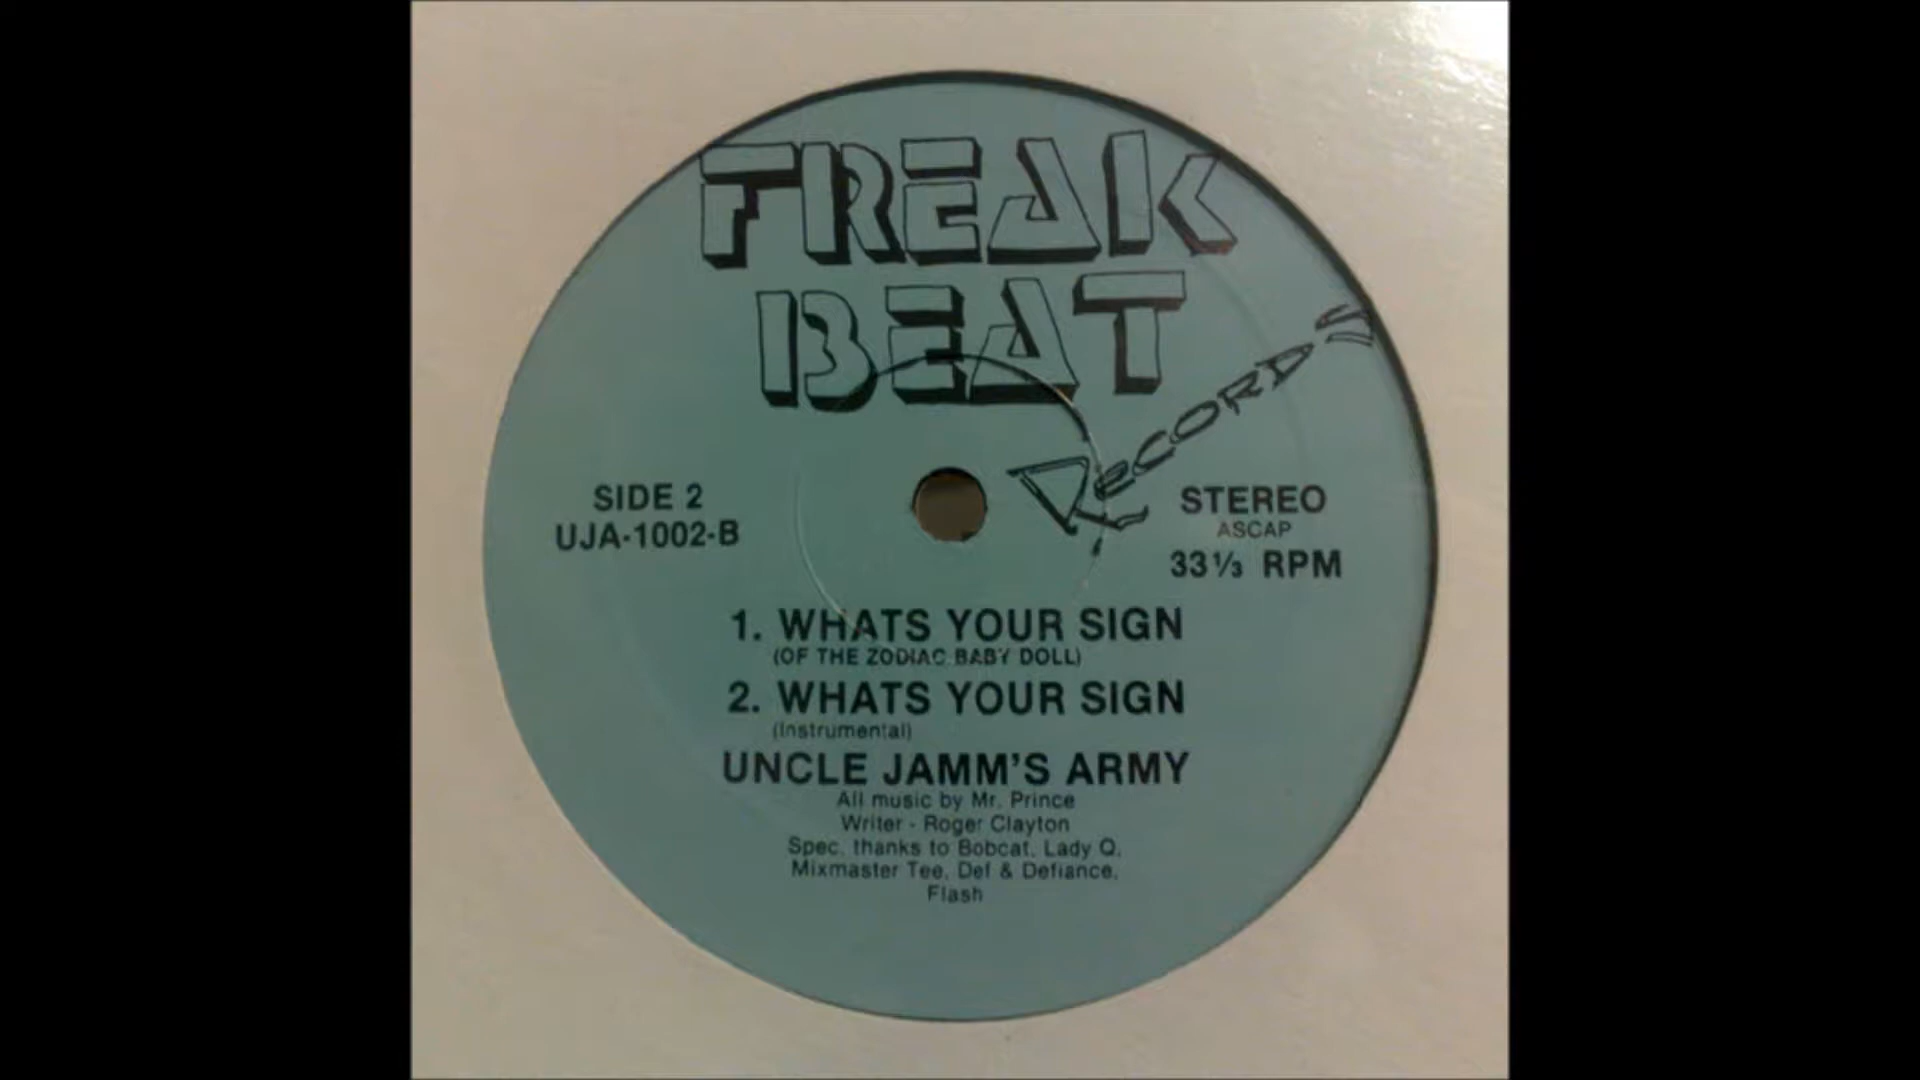 FREAK
BEAT
RECORDS
SIDE 2
UJA-1002-B
STEREO
ASCAP
33 1/3 RPM
1. WHATS YOUR SIGN
(OF THE ZODIAC BABY DOLL)
2. WHATS YOUR SIGN
(Instrumental)
UNCLE JAMM'S ARMY
All music by Mr. Prince
Writer - Roger Clayton
Spec. thanks to Bobcat, Lady Q,
Mixmaster Tee, Def & Defiance,
Flash